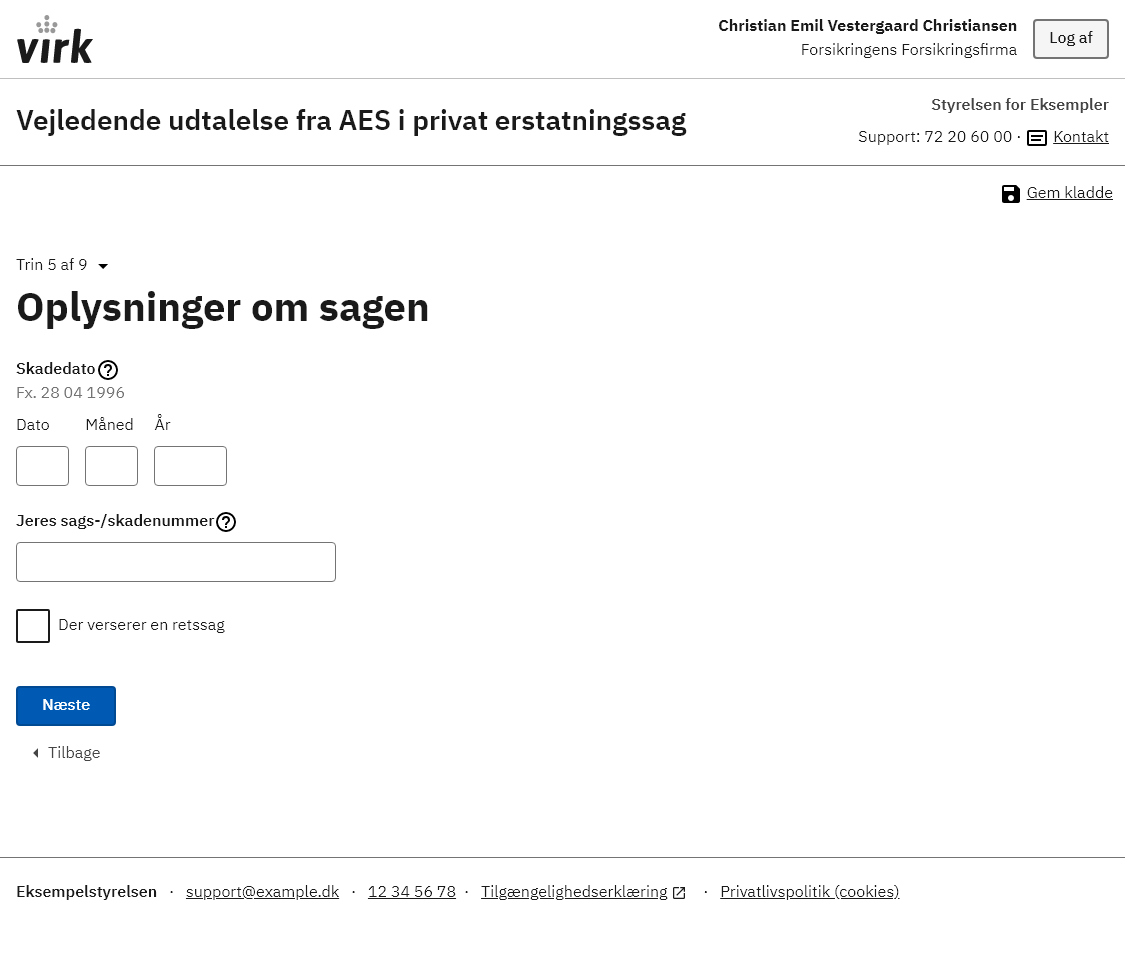 virk
Christian Emil Vestergaard Christiansen
Forsikringens Forsikringsfirma
Log af
Vejledende udtalelse fra AES i privat erstatningssag
Styrelsen for Eksempler
Support: 72 20 60 00 · Kontakt
Gem kladde
Trin 5 af 9
Oplysninger om sagen
Skadedato
Fx. 28 04 1996
Dato Måned År
Jeres sags-/skadenummer
Der verserer en retssag
Næste
Tilbage
Eksempelstyrelsen · support@example.dk · 12 34 56 78 · Tilgængelighedserklæring · Privatlivspolitik (cookies)